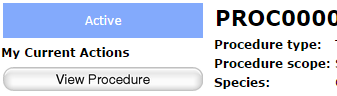 Active
My Current Actions
View Procedure
PROC0000
Procedure type:
Procedure scope:
Species: